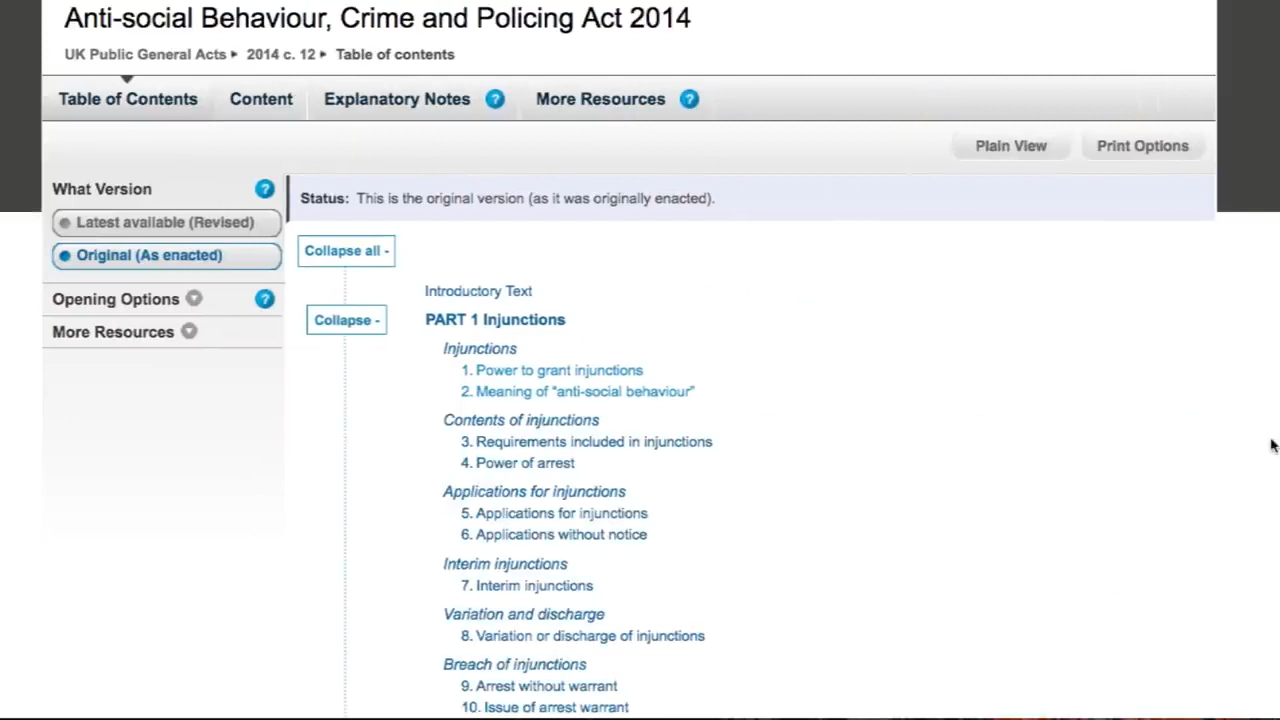 Anti-social Behaviour, Crime and Policing Act 2014
UK Public General Acts ▸ 2014 c. 12 ▸ Table of contents
Table of Contents Content Explanatory Notes ? More Resources ?
Plain View Print Options
What Version ?
Latest available (Revised)
Original (As enacted)
Opening Options ?
More Resources
Status: This is the original version (as it was originally enacted).
Collapse all -
Introductory Text
Collapse - PART 1 Injunctions
Injunctions
1. Power to grant injunctions
2. Meaning of “anti-social behaviour”
Contents of injunctions
3. Requirements included in injunctions
4. Power of arrest
Applications for injunctions
5. Applications for injunctions
6. Applications without notice
Interim injunctions
7. Interim injunctions
Variation and discharge
8. Variation or discharge of injunctions
Breach of injunctions
9. Arrest without warrant
10. Issue of arrest warrant